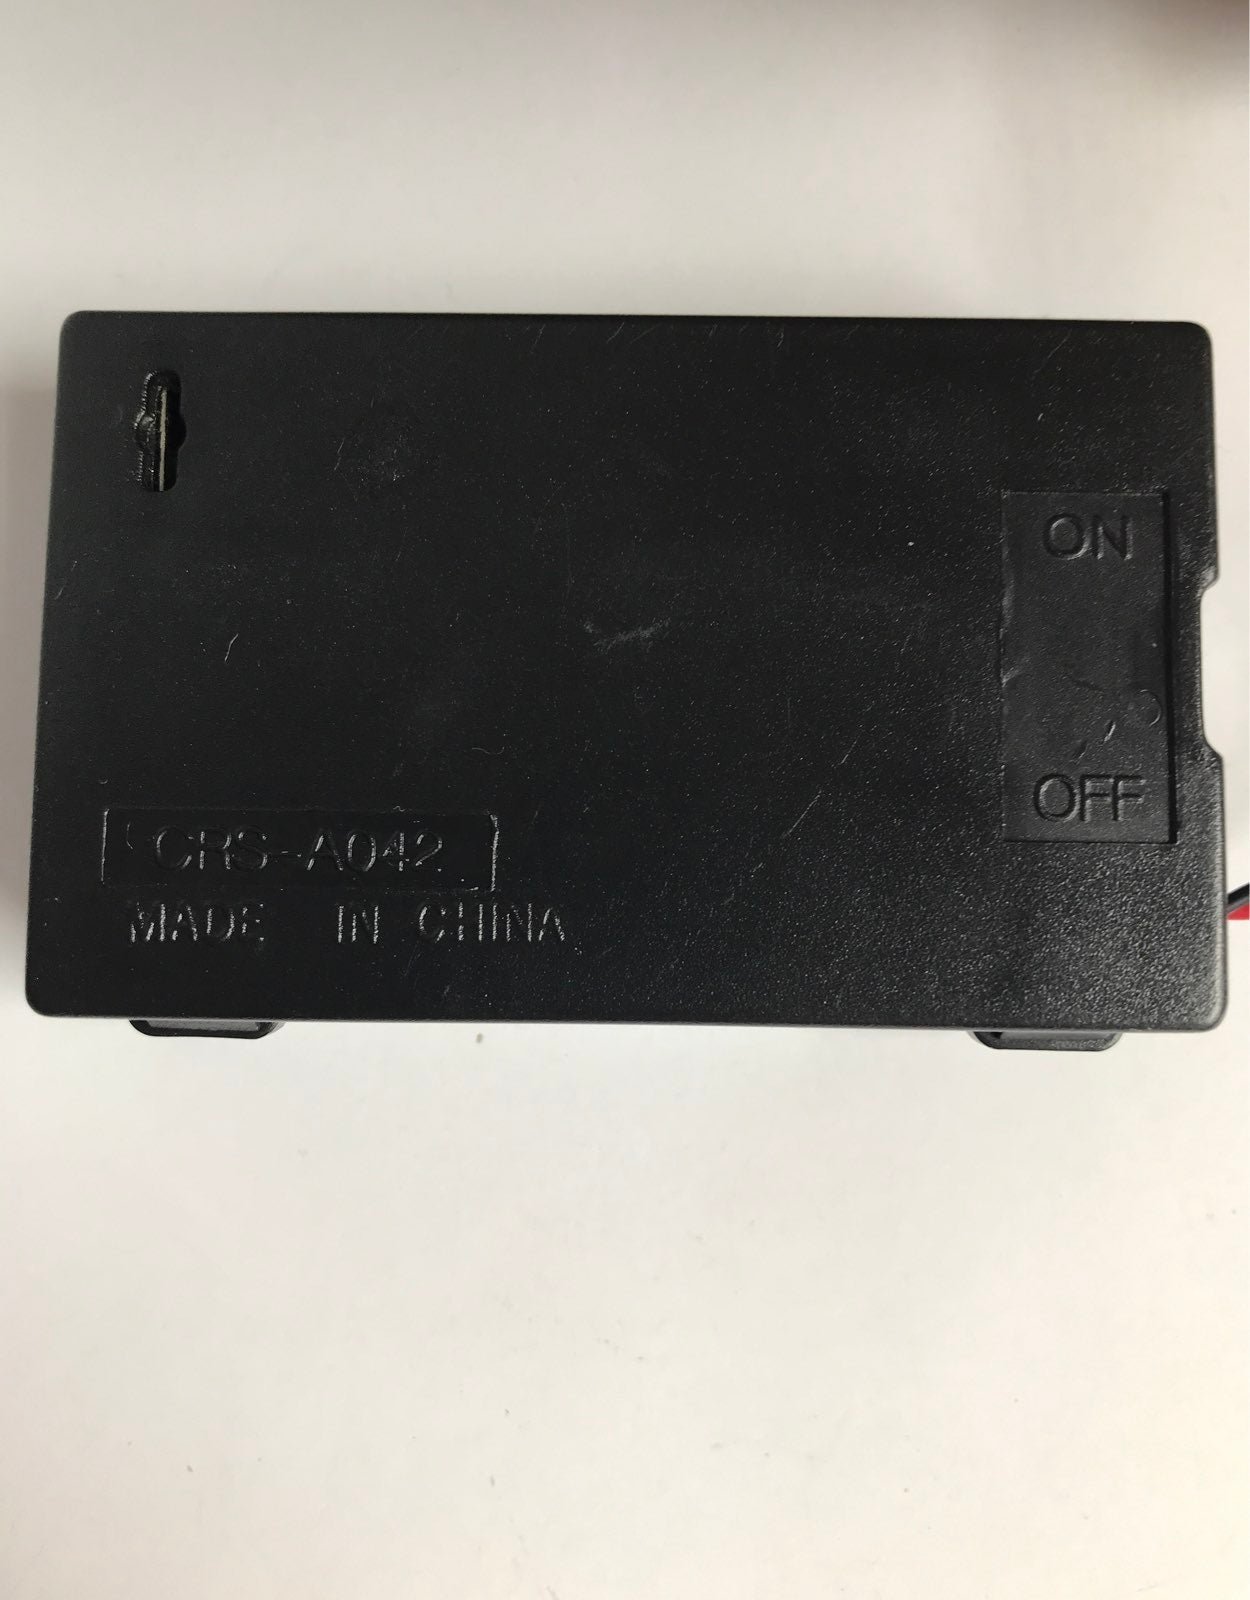 ON
OFF
CRS-A042
MADE IN CHINA